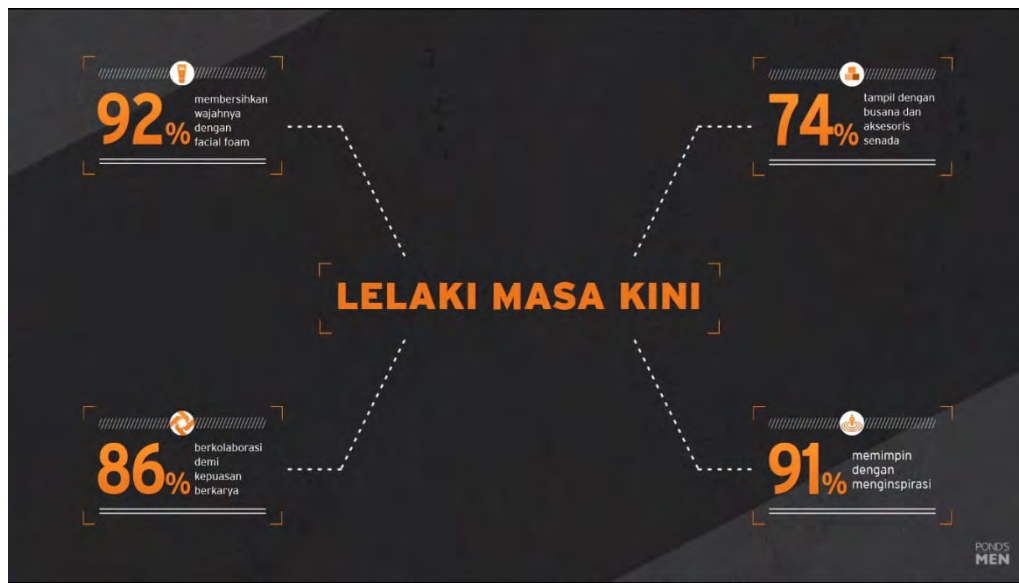 92%
membersihkan
wajahnya
dengan
facial foam
74%
tampil dengan
busana dan
aksesoris
senada
LELAKI MASA KINI
86%
berkolaborasi
demi
kepuasan
berkarya
91%
memimpin
dengan
menginspirasi
POND'S
MEN